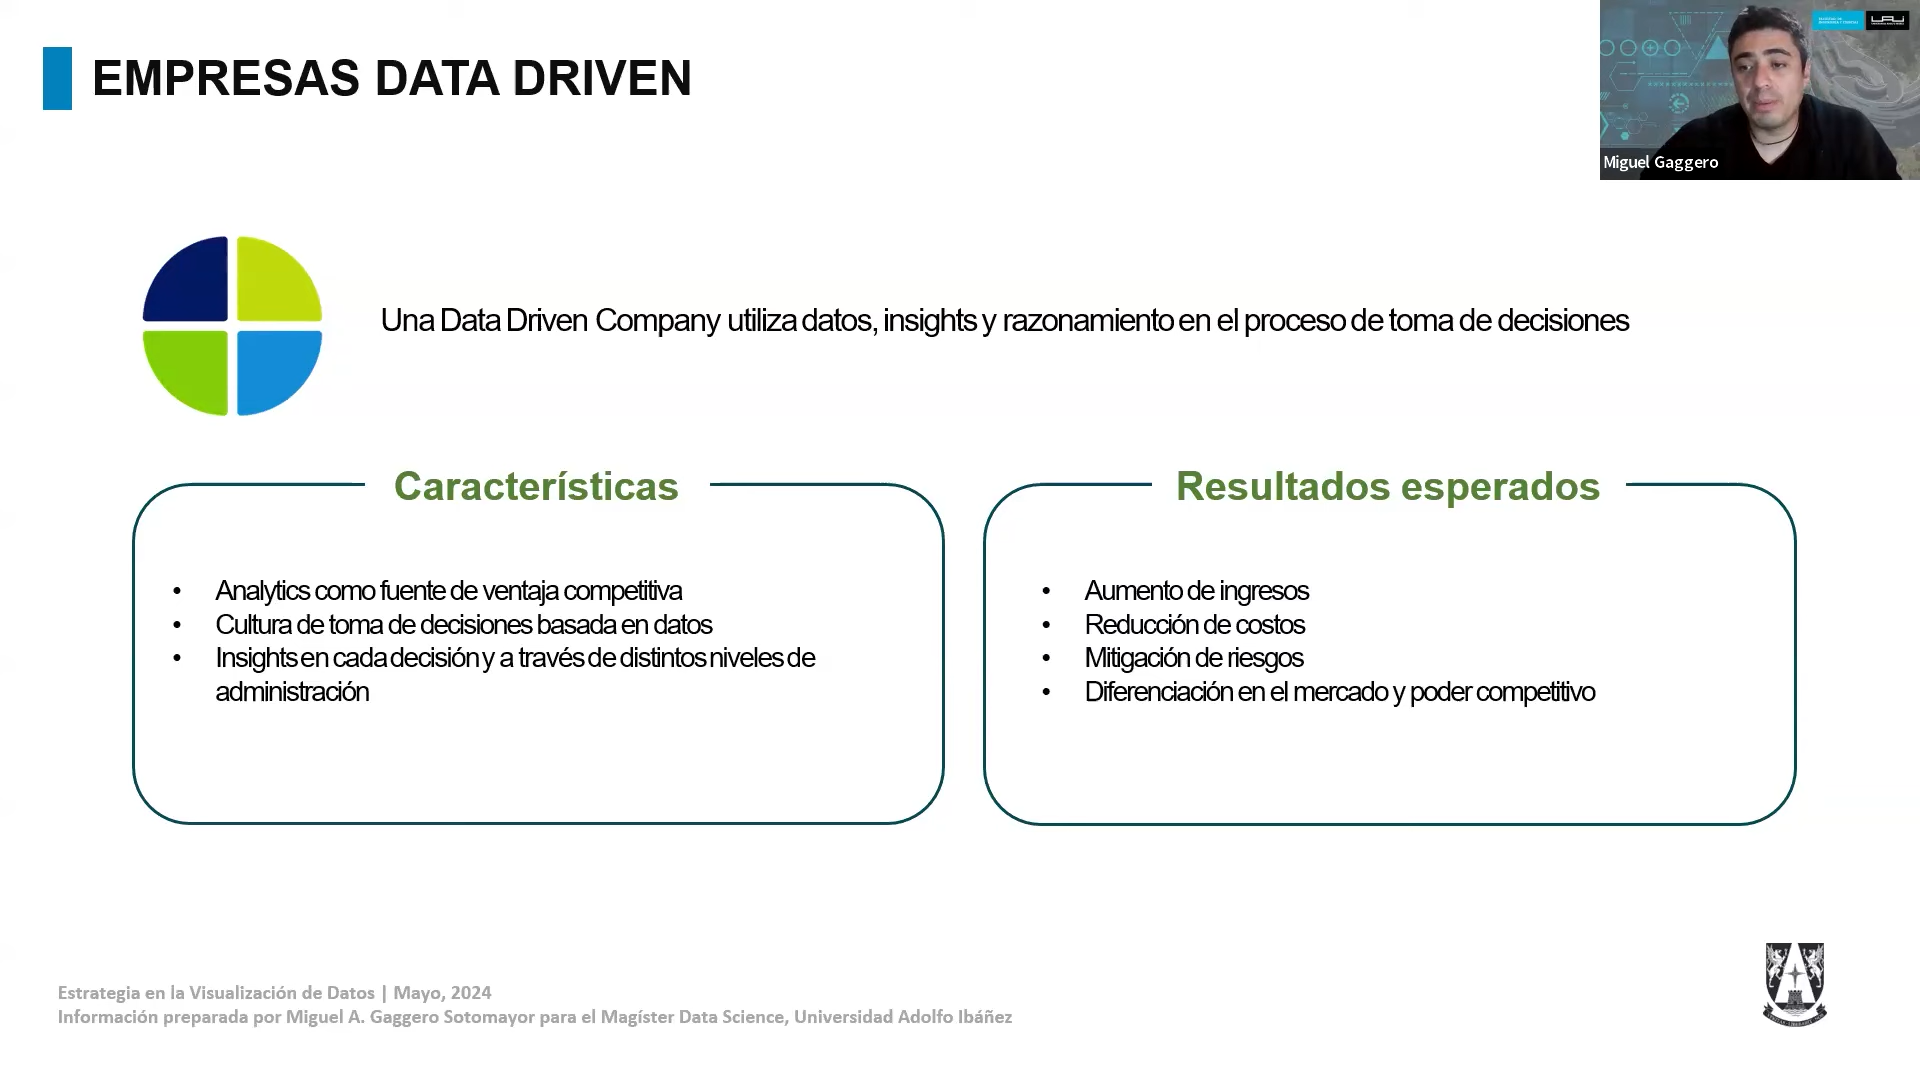 EMPRESAS DATA DRIVEN
Miguel Gaggero
Una Data Driven Company utiliza datos, insights y razonamiento en el proceso de toma de decisiones
Características
• Analytics como fuente de ventaja competitiva
• Cultura de toma de decisiones basada en datos
• Insights en cada decisión y a través de distintos niveles de
administración
Resultados esperados
• Aumento de ingresos
• Reducción de costos
• Mitigación de riesgos
• Diferenciación en el mercado y poder competitivo
Estrategia en la Visualización de Datos | Mayo, 2024
Información preparada por Miguel A. Gaggero Sotomayor para el Magíster Data Science, Universidad Adolfo Ibáñez